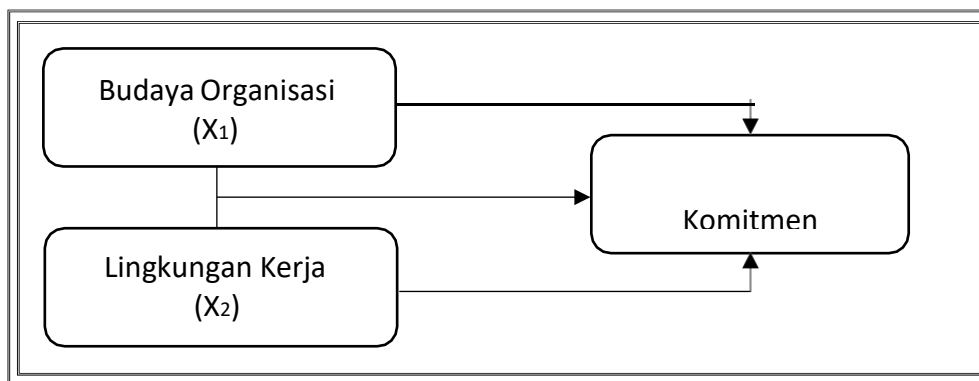 Budaya Organisasi
(X1)
Komitmen
Lingkungan Kerja
(X2)